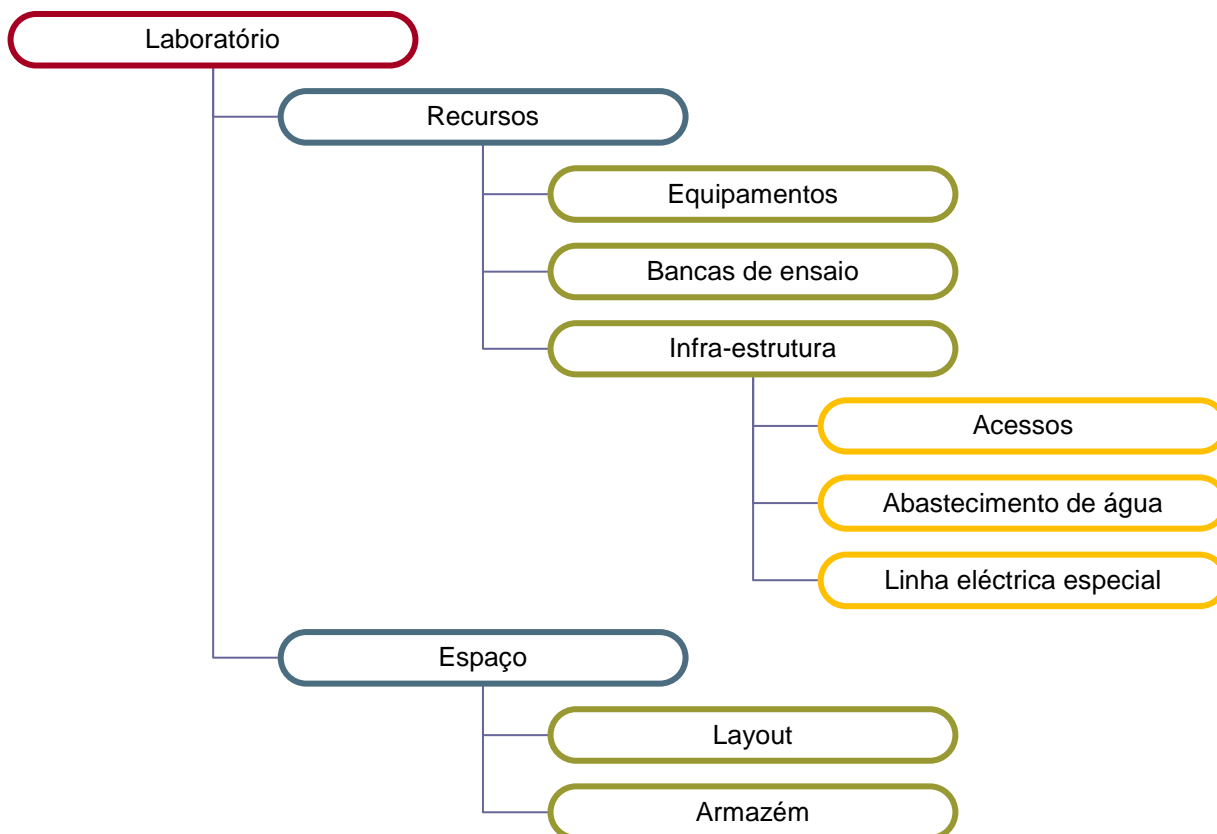 Laboratório
Recursos
Equipamentos
Bancas de ensaio
Infra-estrutura
Acessos
Abastecimento de água
Linha eléctrica especial
Espaço
Layout
Armazém